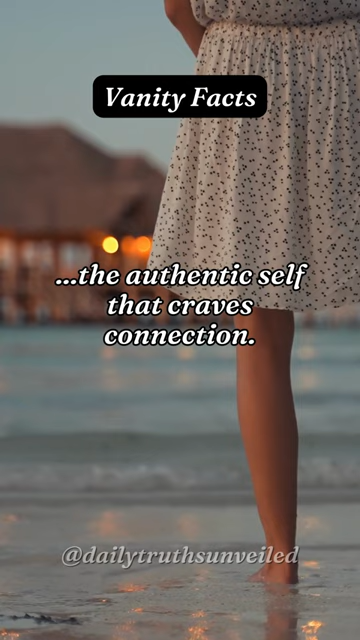 Vanity Facts
...the authentic self
that craves
connection.
@dailytruthsunveiled